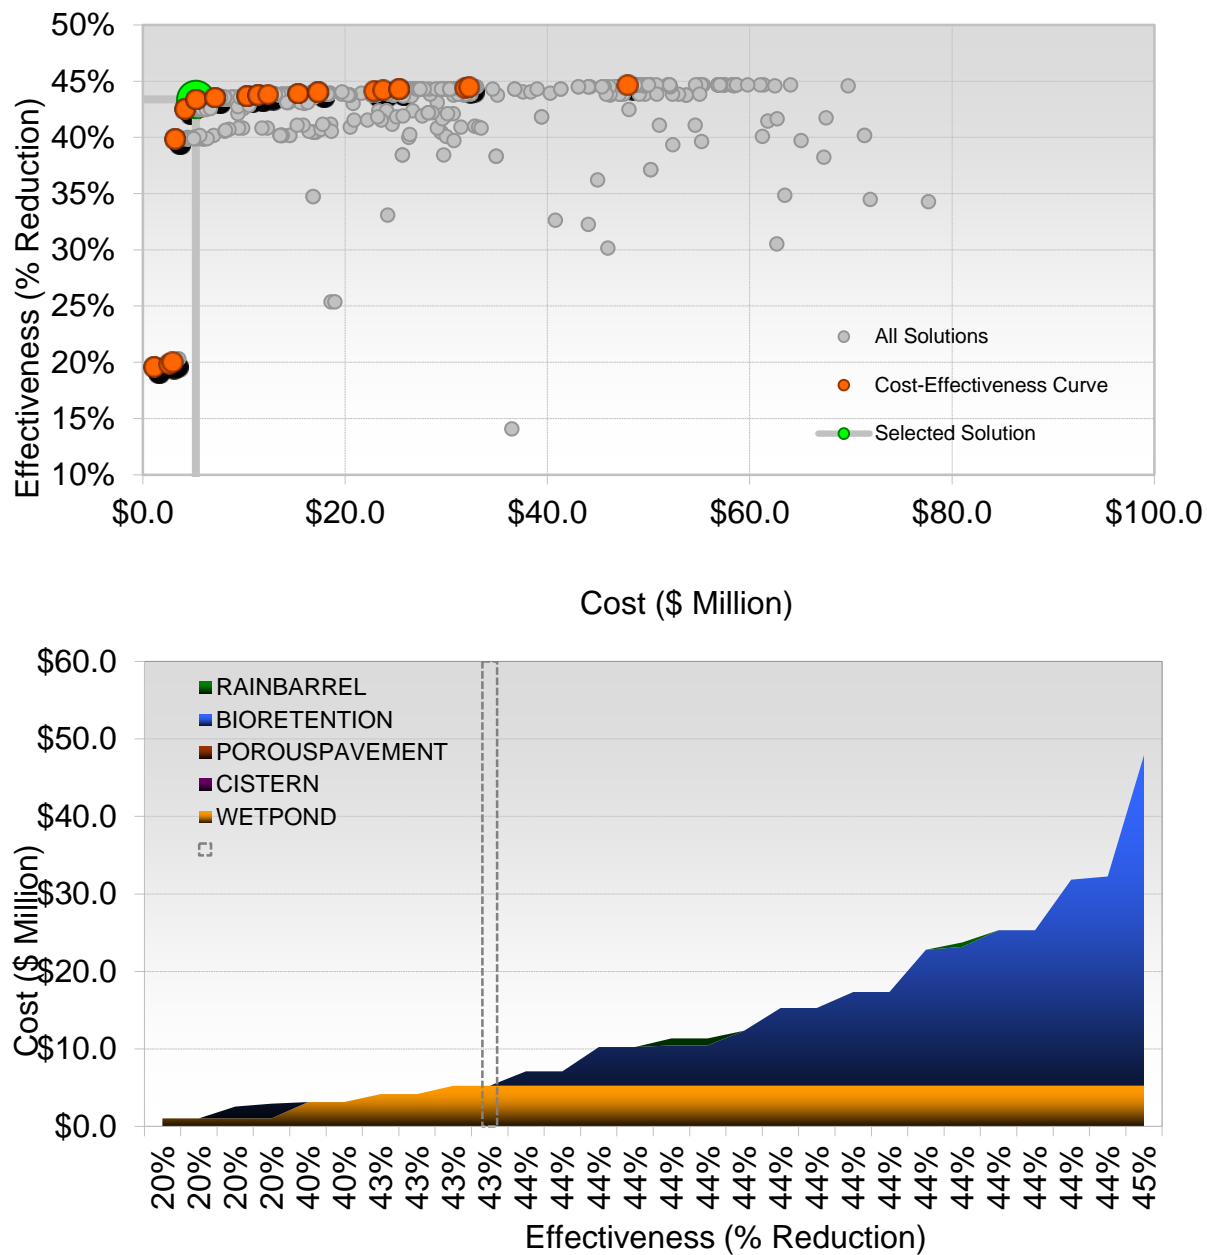 50%
45%
40%
35%
30%
25%
20%
15%
10%
Effectiveness (% Reduction)
All Solutions
Cost-Effectiveness Curve
Selected Solution
$0.0 $20.0 $40.0 $60.0 $80.0 $100.0
Cost ($ Million)
$60.0
$50.0
$40.0
$30.0
$20.0
$10.0
$0.0
Cost ($ Million)
RAINBARREL
BIORETENTION
POROUSPAVEMENT
CISTERN
WETPOND
20% 20% 20% 20% 40% 40% 43% 43% 43% 43% 44% 44% 44% 44% 44% 44% 44% 44% 44% 44% 44% 44% 44% 44% 44% 44% 44% 45%
Effectiveness (% Reduction)